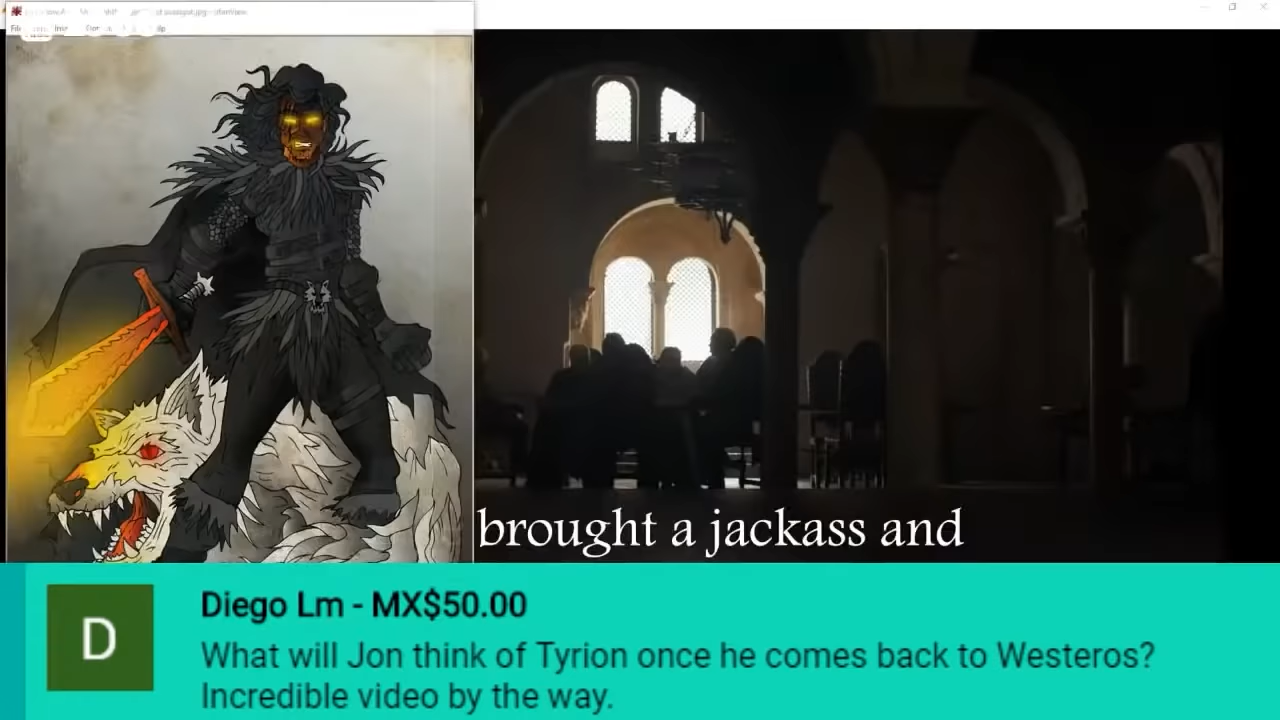 brought a jackass and
D
Diego Lm - MX$50.00
What will Jon think of Tyrion once he comes back to Westeros?
Incredible video by the way.